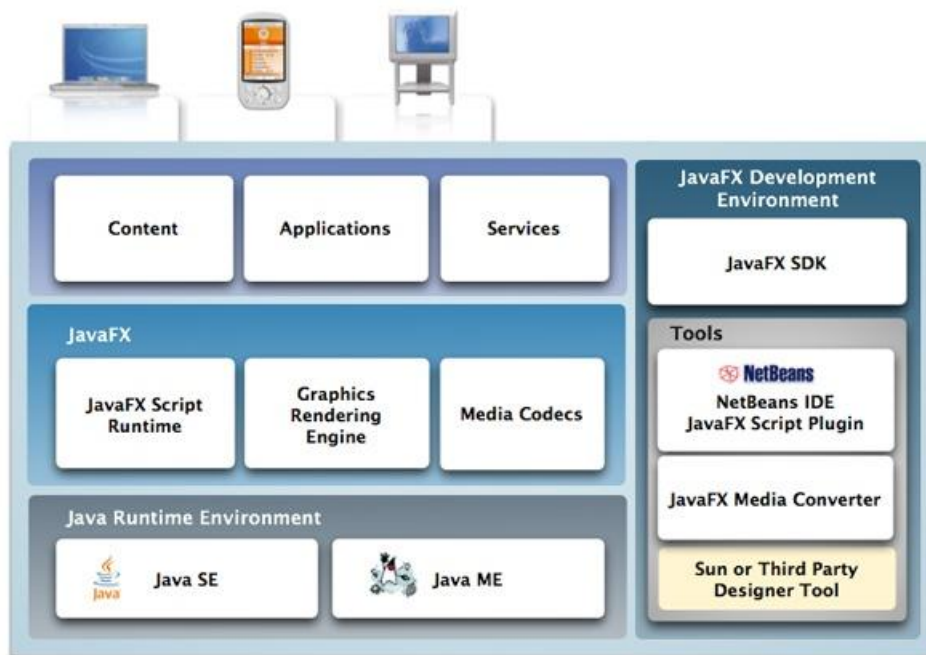 Content
Applications
Services
JavaFX
JavaFX Script
Runtime
Graphics
Rendering
Engine
Media Codecs
Java Runtime Environment
Java
Java SE
Java ME
JavaFX Development
Environment
JavaFX SDK
Tools
NetBeans
NetBeans IDE
JavaFX Script Plugin
JavaFX Media Converter
Sun or Third Party
Designer Tool